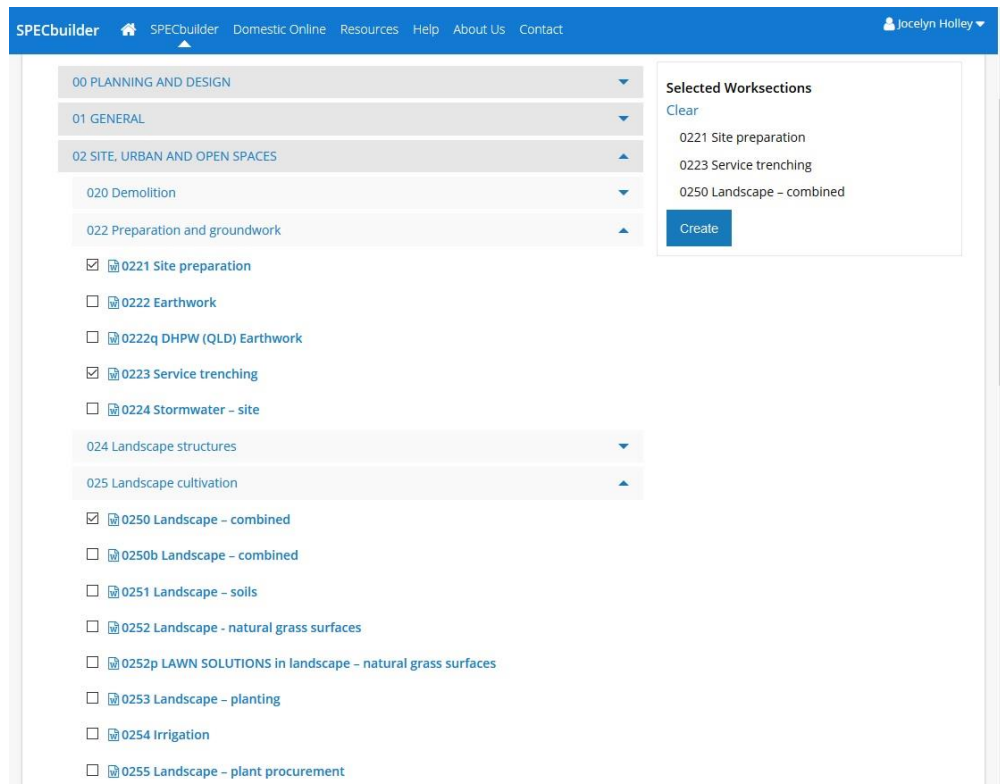 SPECbuilder SPECbuilder Domestic Online Resources Help About Us Contact Jocelyn Holley
00 PLANNING AND DESIGN
01 GENERAL
02 SITE, URBAN AND OPEN SPACES
020 Demolition
022 Preparation and groundwork
0221 Site preparation
0222 Earthwork
0222q DHPW (QLD) Earthwork
0223 Service trenching
0224 Stormwater – site
024 Landscape structures
025 Landscape cultivation
0250 Landscape – combined
0250b Landscape – combined
0251 Landscape – soils
0252 Landscape - natural grass surfaces
0252p LAWN SOLUTIONS in landscape – natural grass surfaces
0253 Landscape – planting
0254 Irrigation
0255 Landscape – plant procurement
Selected Worksections
Clear
0221 Site preparation
0223 Service trenching
0250 Landscape – combined
Create